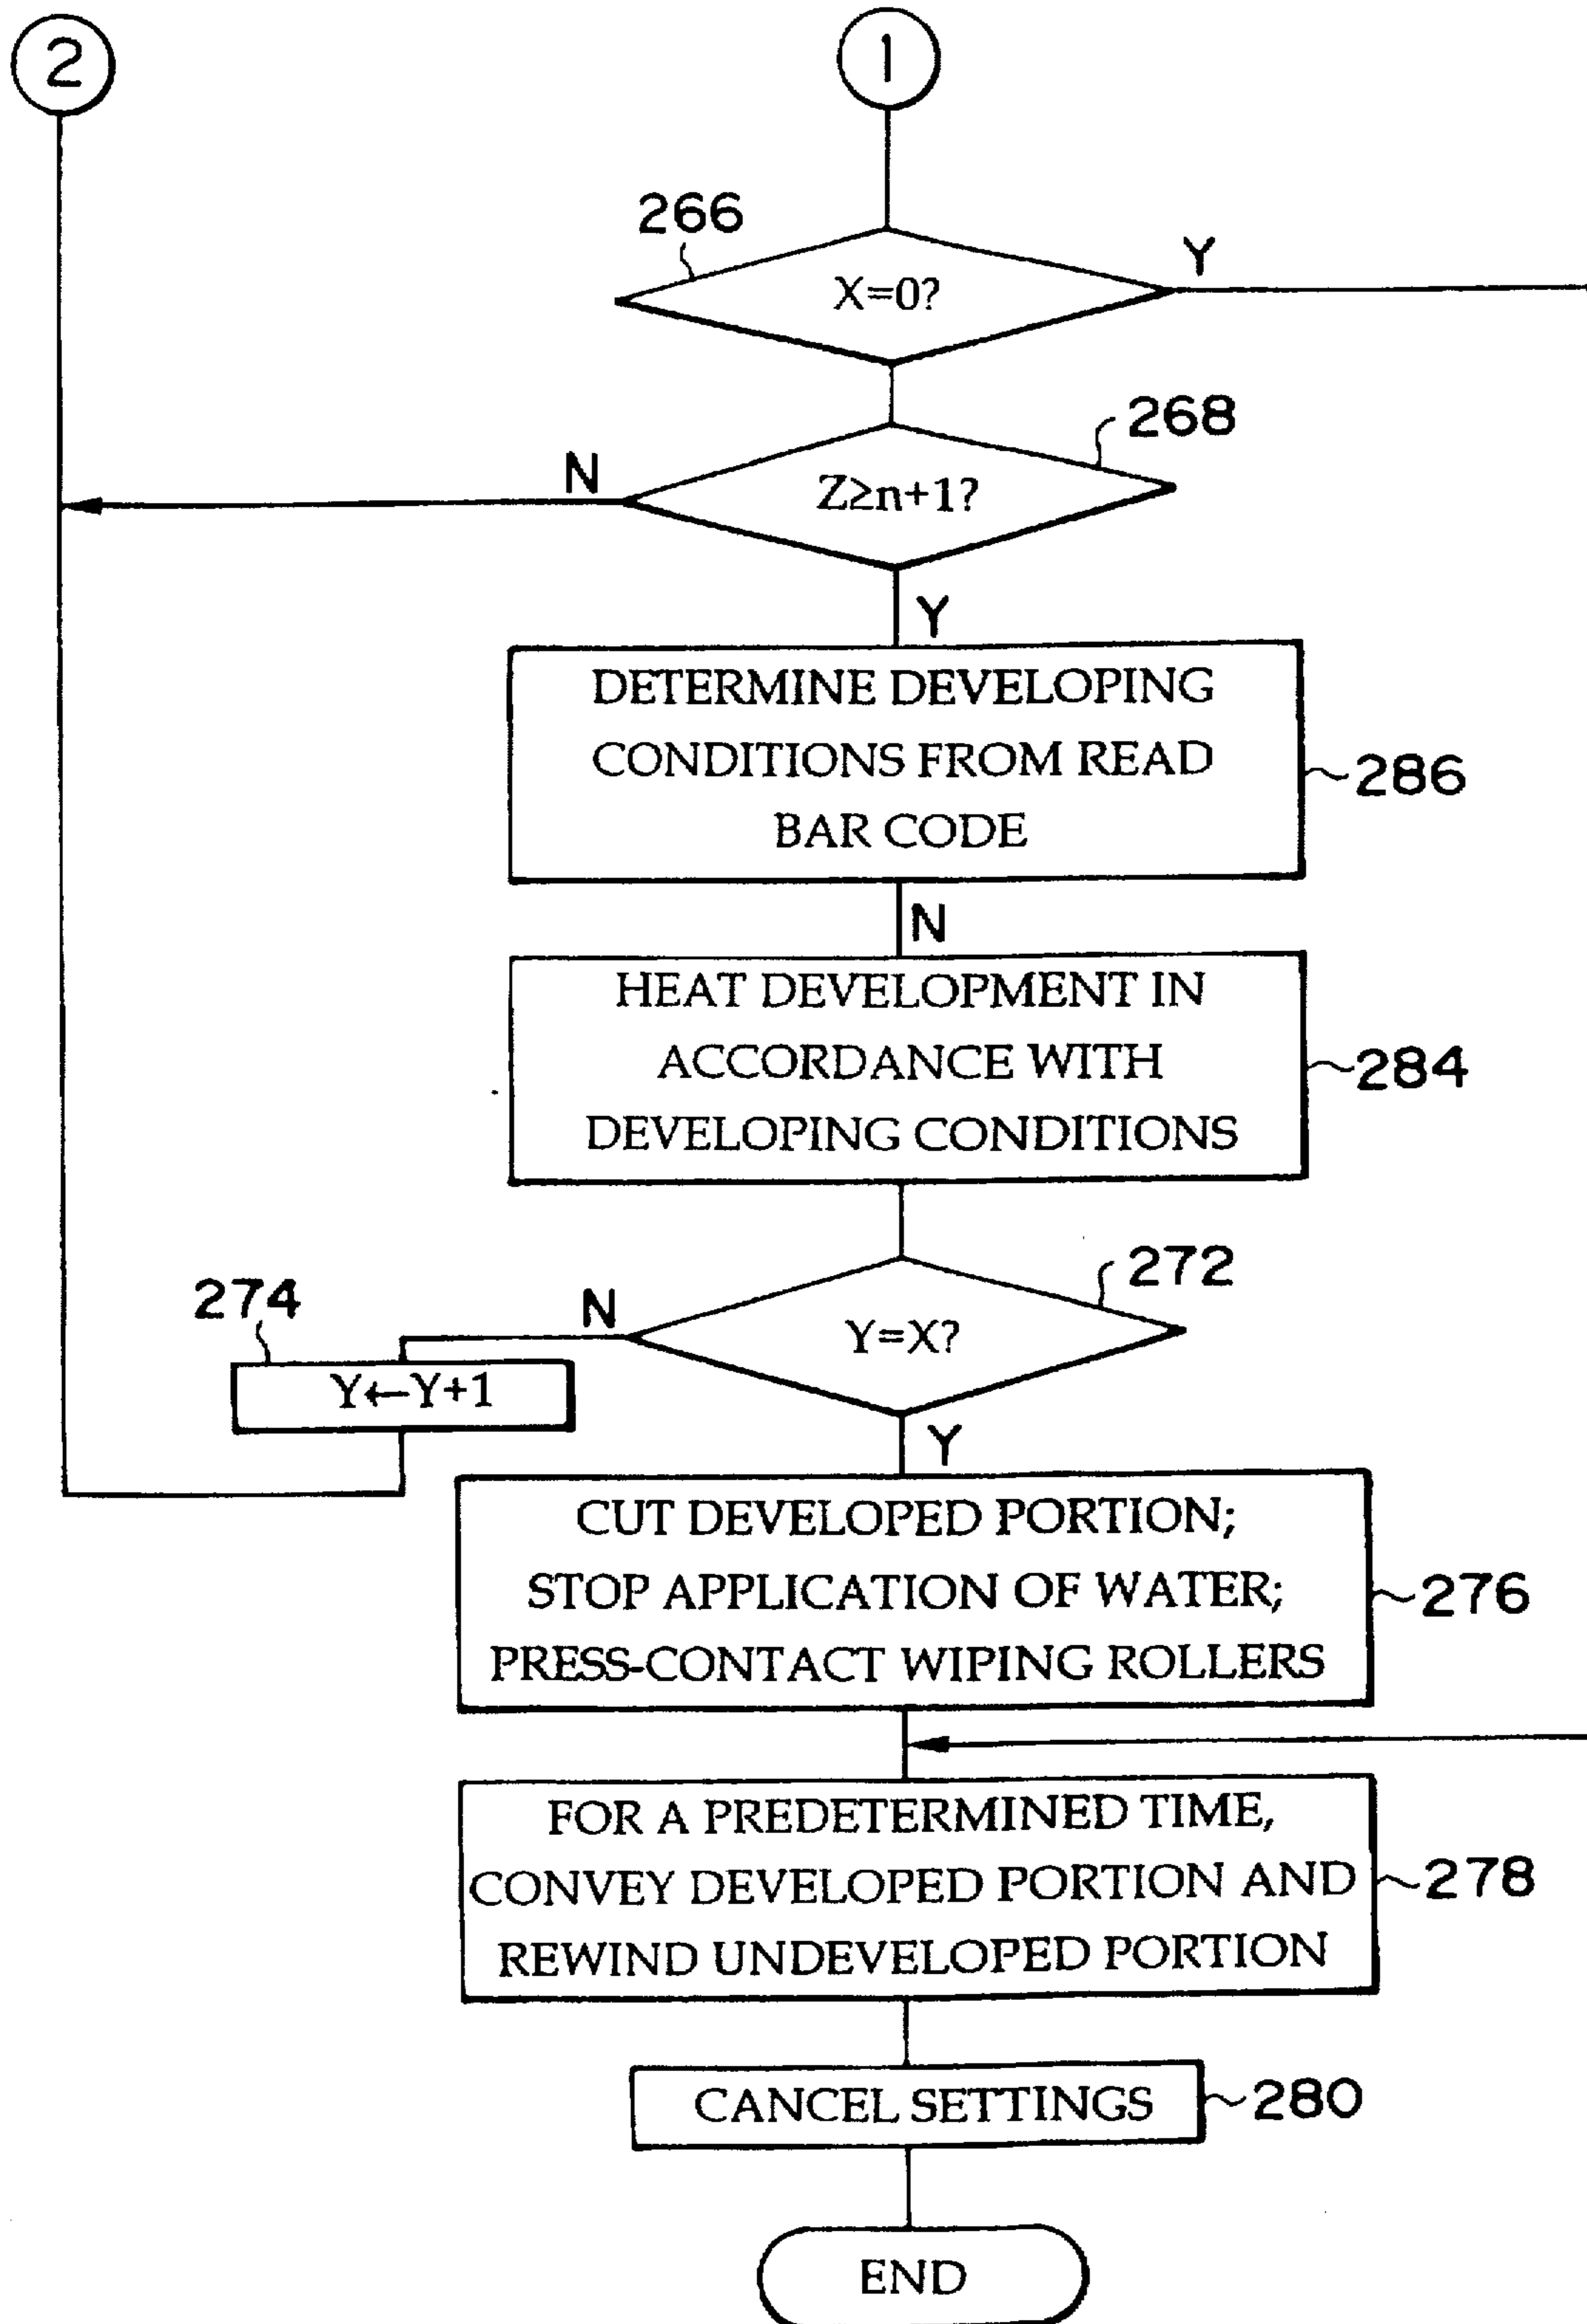 2
1
266
Y
X=0?
268
N
Z≥n+1?
Y
DETERMINE DEVELOPING
CONDITIONS FROM READ
BAR CODE
286
N
HEAT DEVELOPMENT IN
ACCORDANCE WITH
DEVELOPING CONDITIONS
284
272
274
N
Y=X?
Y←Y+1
Y
CUT DEVELOPED PORTION;
STOP APPLICATION OF WATER;
PRESS-CONTACT WIPING ROLLERS
276
FOR A PREDETERMINED TIME,
CONVEY DEVELOPED PORTION AND
REWIND UNDEVELOPED PORTION
278
CANCEL SETTINGS
280
END